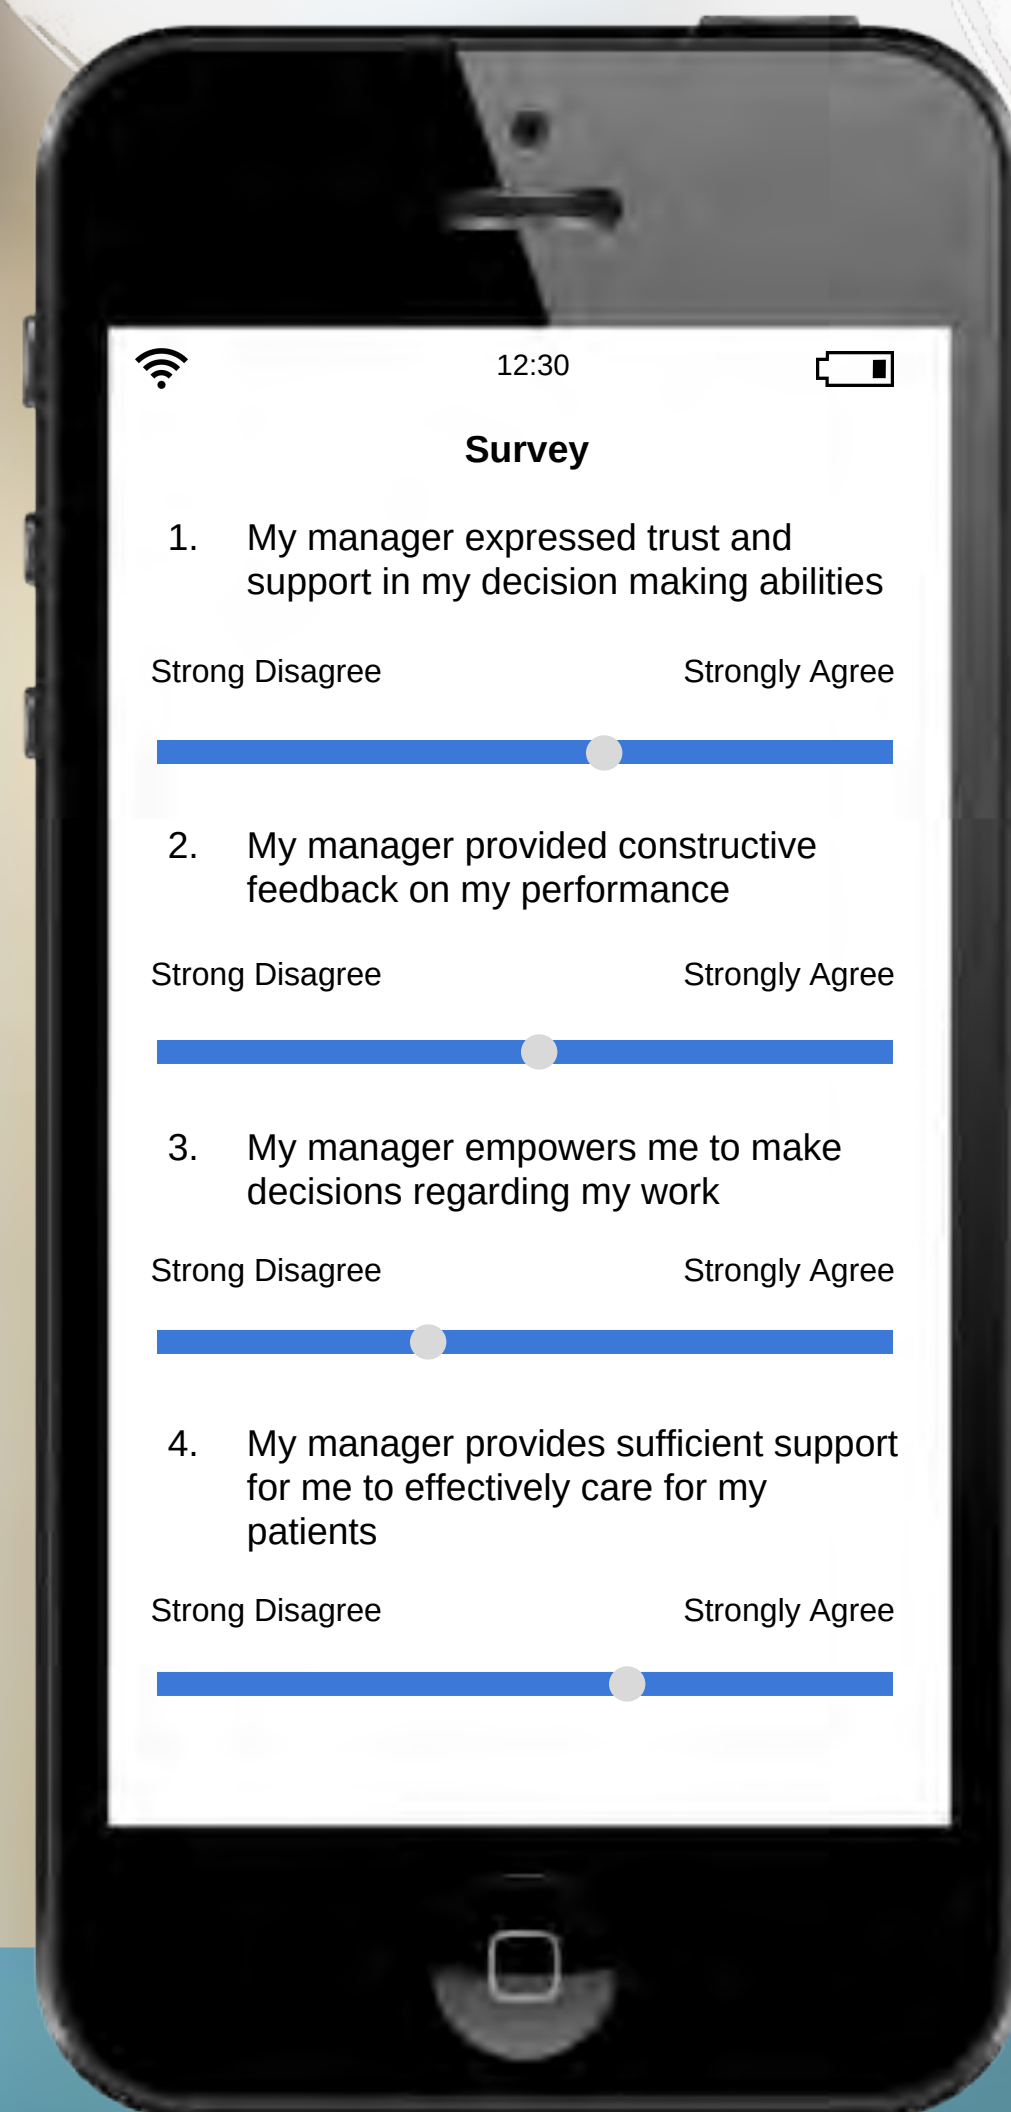 12:30
Survey
1. My manager expressed trust and
support in my decision making abilities
Strong Disagree Strongly Agree
2. My manager provided constructive
feedback on my performance
Strong Disagree Strongly Agree
3. My manager empowers me to make
decisions regarding my work
Strong Disagree Strongly Agree
4. My manager provides sufficient support
for me to effectively care for my
patients
Strong Disagree Strongly Agree